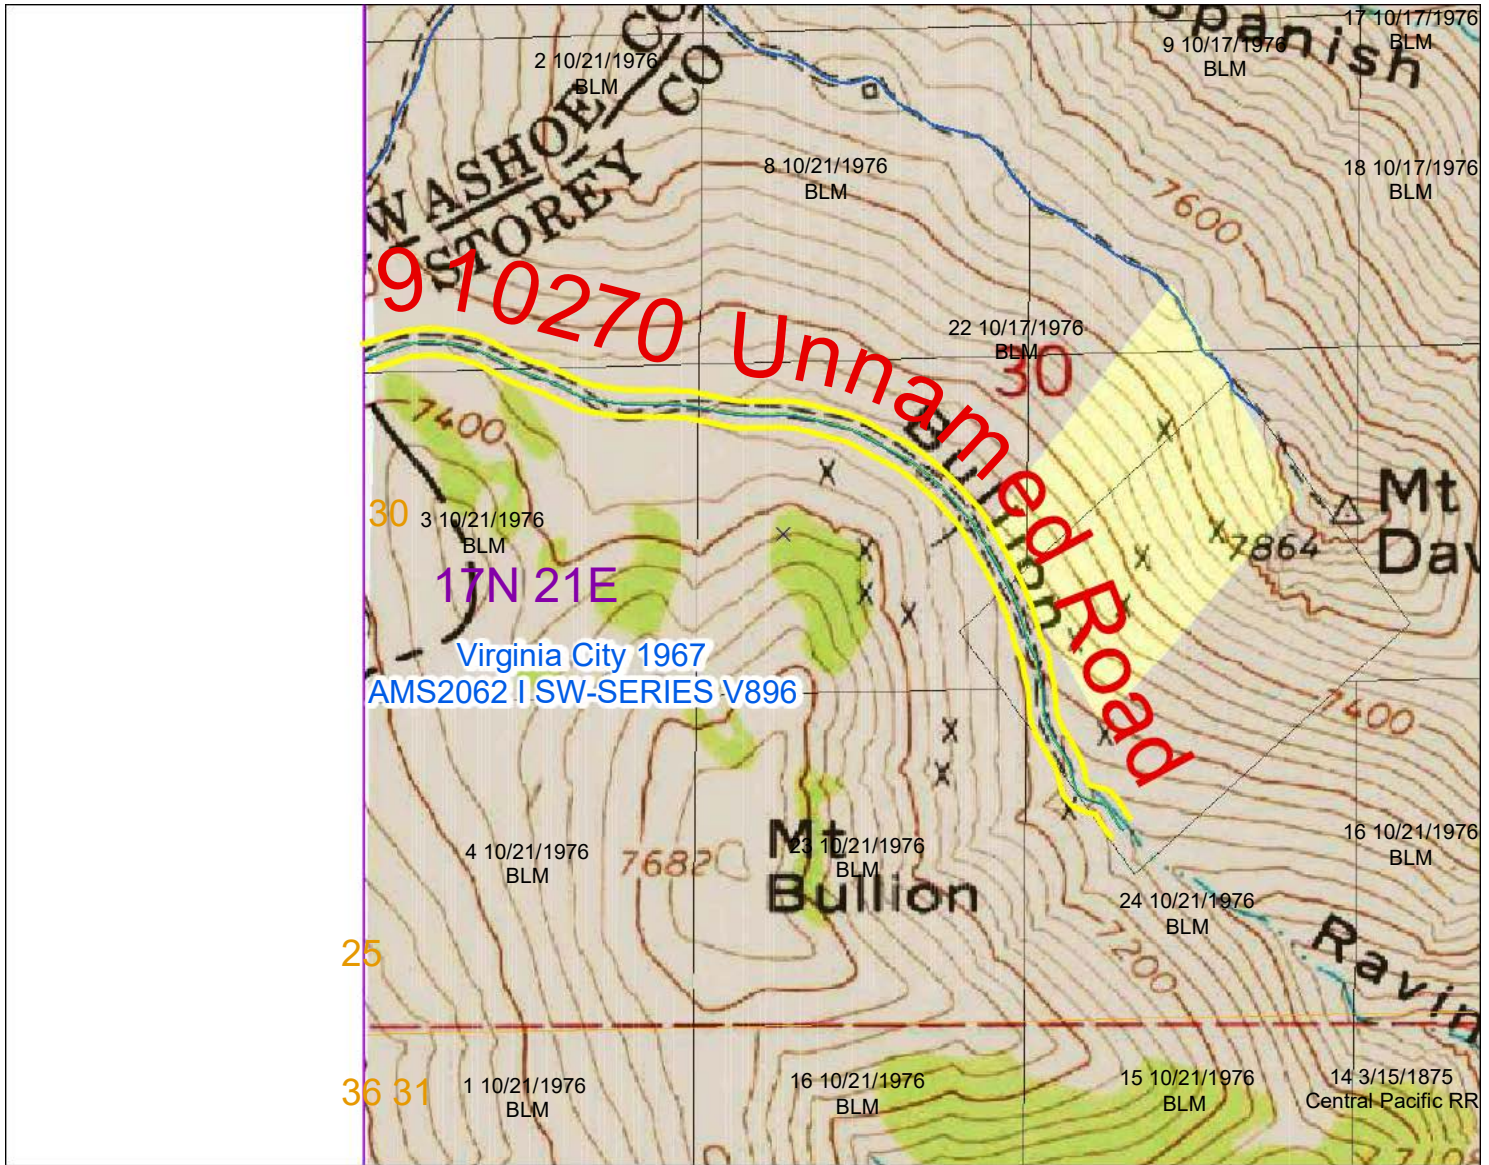 17 10/17/1976
BLM
Spanish
9 10/17/1976
BLM
2 10/21/1976
BLM
WASHOE CO
STOREY CO
8 10/21/1976
BLM
18 10/17/1976
BLM
7600
910270 Unnamed Road
22 10/17/1976
BLM
30
7400
Bullion
Mt
Dav
7864
30
3 10/21/1976
BLM
17N 21E
Virginia City 1967
AMS2062 I SW-SERIES V896
7400
4 10/21/1976
BLM
7682
Mt
Bullion
23 10/21/1976
BLM
16 10/21/1976
BLM
24 10/21/1976
BLM
7200
Ravin
25
36 31
1 10/21/1976
BLM
16 10/21/1976
BLM
15 10/21/1976
BLM
14 3/15/1875
Central Pacific RR